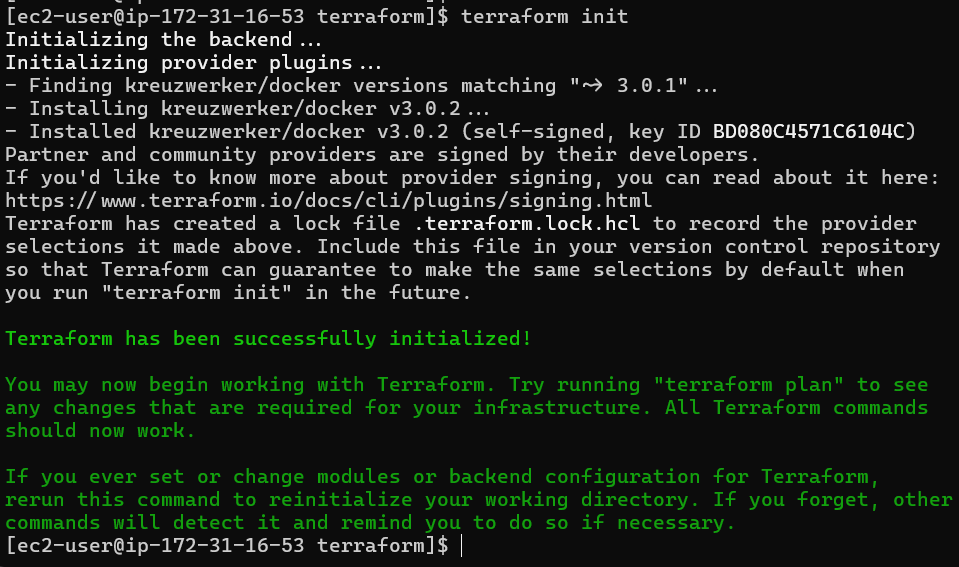 [ec2-user@ip-172-31-16-53 terraform]$ terraform init
Initializing the backend...
Initializing provider plugins...
- Finding kreuzwerker/docker versions matching "~> 3.0.1"...
- Installing kreuzwerker/docker v3.0.2...
- Installed kreuzwerker/docker v3.0.2 (self-signed, key ID BD080C4571C6104C)
Partner and community providers are signed by their developers.
If you'd like to know more about provider signing, you can read about it here:
https://www.terraform.io/docs/cli/plugins/signing.html
Terraform has created a lock file .terraform.lock.hcl to record the provider
selections it made above. Include this file in your version control repository
so that Terraform can guarantee to make the same selections by default when
you run "terraform init" in the future.

Terraform has been successfully initialized!

You may now begin working with Terraform. Try running "terraform plan" to see
any changes that are required for your infrastructure. All Terraform commands
should now work.

If you ever set or change modules or backend configuration for Terraform,
rerun this command to reinitialize your working directory. If you forget, other
commands will detect it and remind you to do so if necessary.
[ec2-user@ip-172-31-16-53 terraform]$